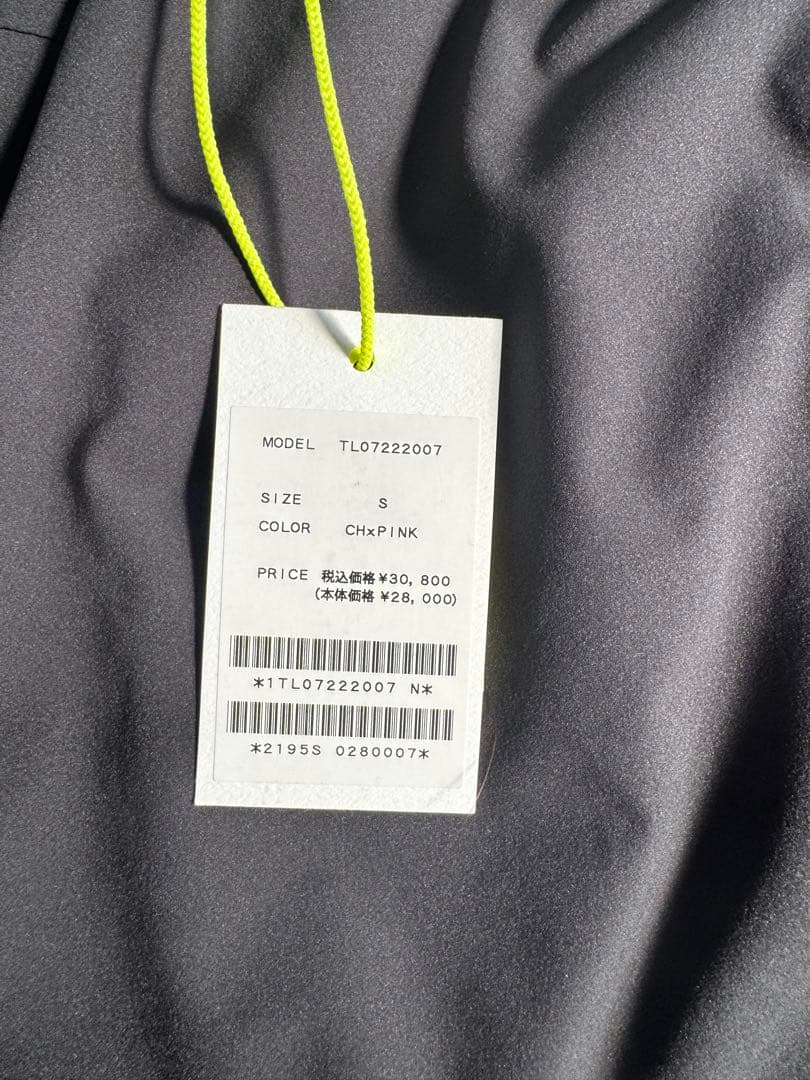 MODEL TL07222007
SIZE S
COLOR CH×PINK
PRICE 税込価格¥30,800
(本体価格 ¥28,000)
*1TL07222007 N*
*2195S 0280007*